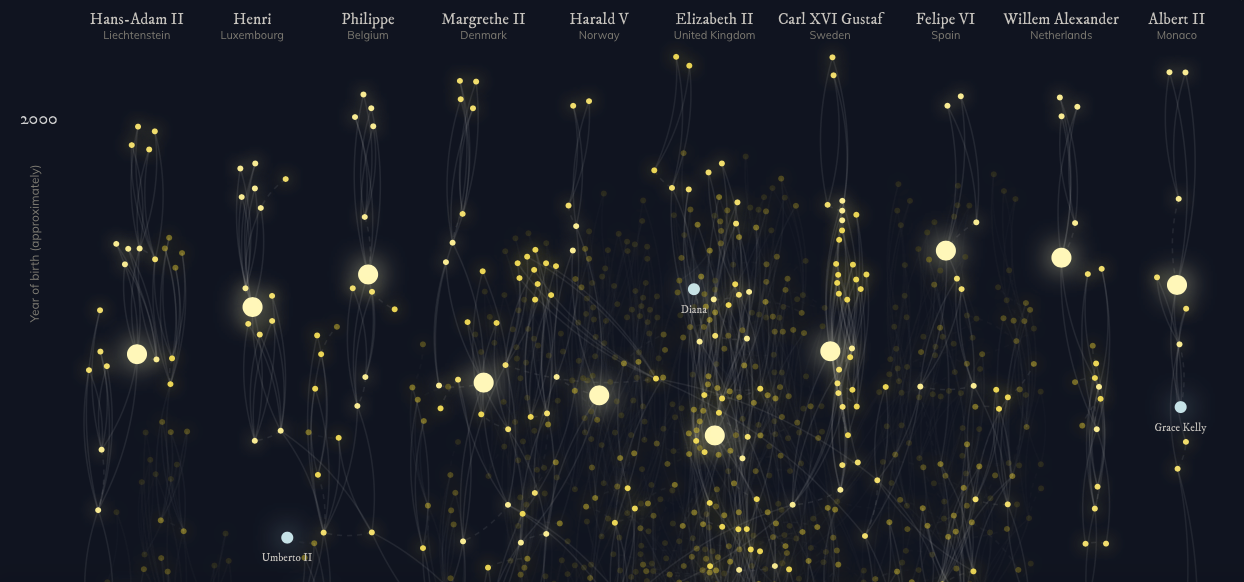 Hans-Adam II
Liechtenstein
Henri
Luxembourg
Philippe
Belgium
Margrethe II
Denmark
Harald V
Norway
Elizabeth II
United Kingdom
Carl XVI Gustaf
Sweden
Felipe VI
Spain
Willem Alexander
Netherlands
Albert II
Monaco
2000
Year of birth (approximately)
Diana
Grace Kelly
Umberto II